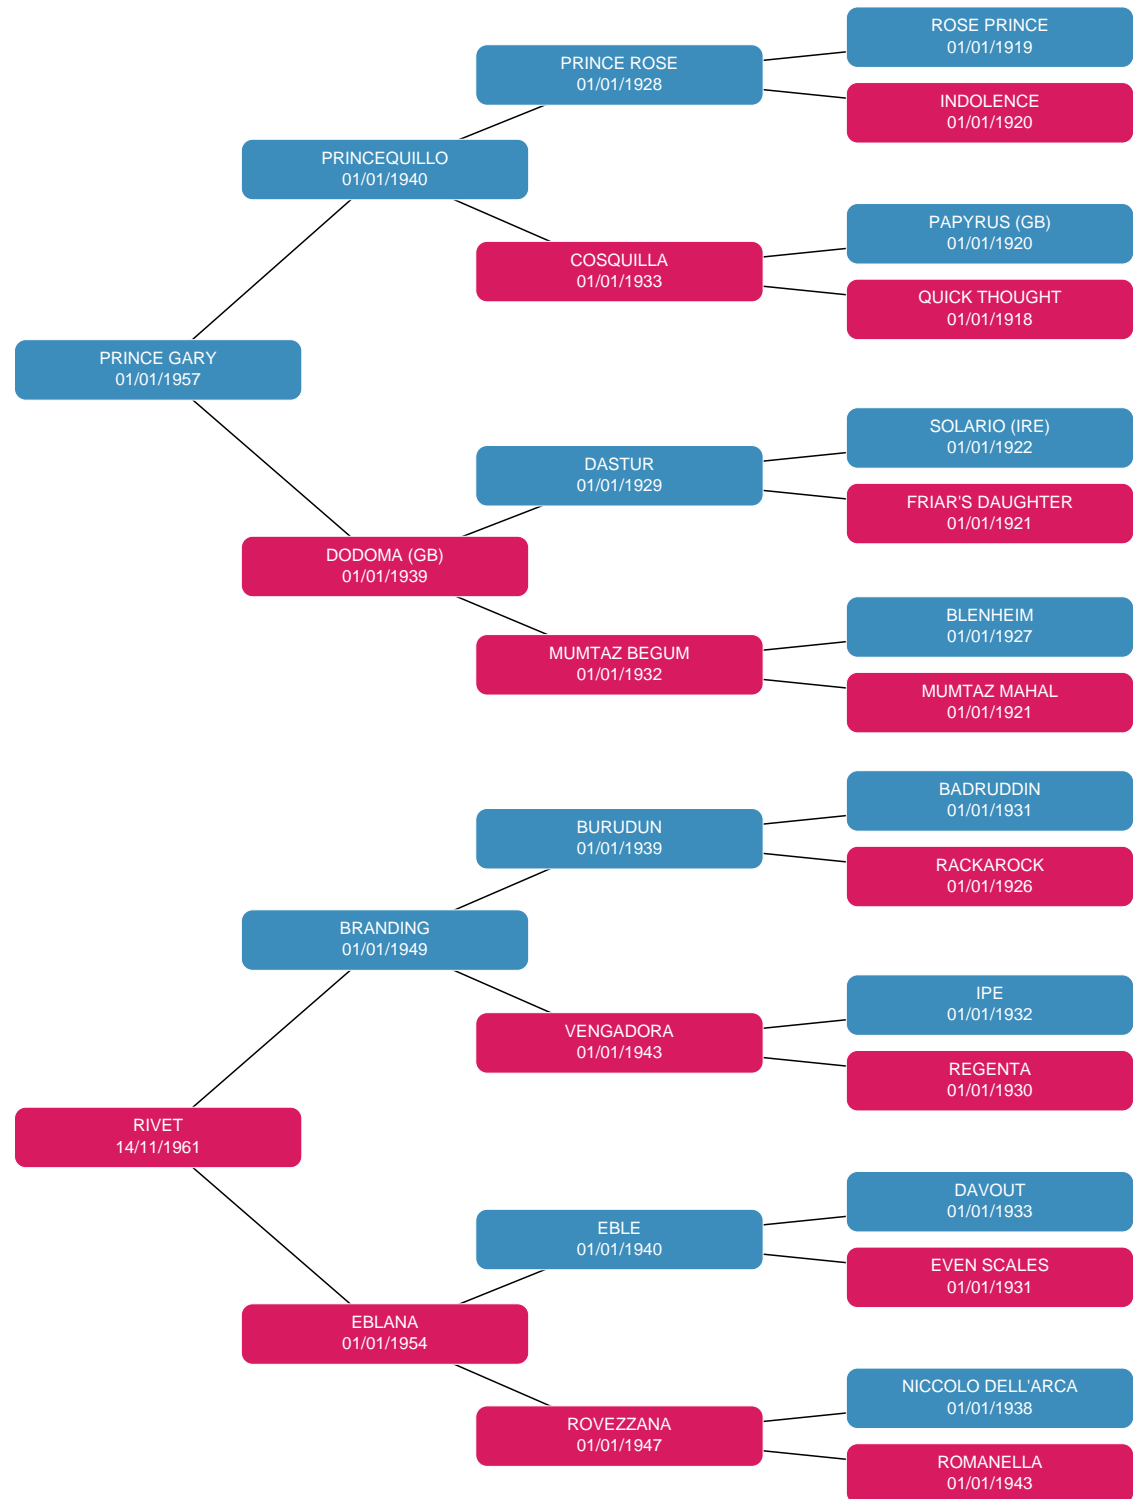 ROSE PRINCE
01/01/1919
PRINCE ROSE
01/01/1928
INDOLENCE
01/01/1920
PRINCEQUILLO
01/01/1940
PAPYRUS (GB)
01/01/1920
COSQUILLA
01/01/1933
QUICK THOUGHT
01/01/1918
PRINCE GARY
01/01/1957
SOLARIO (IRE)
01/01/1922
DASTUR
01/01/1929
FRIAR'S DAUGHTER
01/01/1921
DODOMA (GB)
01/01/1939
BLENHEIM
01/01/1927
MUMTAZ BEGUM
01/01/1932
MUMTAZ MAHAL
01/01/1921
BADRUDDIN
01/01/1931
BURUDUN
01/01/1939
RACKAROCK
01/01/1926
BRANDING
01/01/1949
IPE
01/01/1932
VENGADORA
01/01/1943
REGENTA
01/01/1930
RIVET
14/11/1961
DAVOUT
01/01/1933
EBLE
01/01/1940
EVEN SCALES
01/01/1931
EBLANA
01/01/1954
NICCOLO DELL'ARCA
01/01/1938
ROVEZZANA
01/01/1947
ROMANELLA
01/01/1943